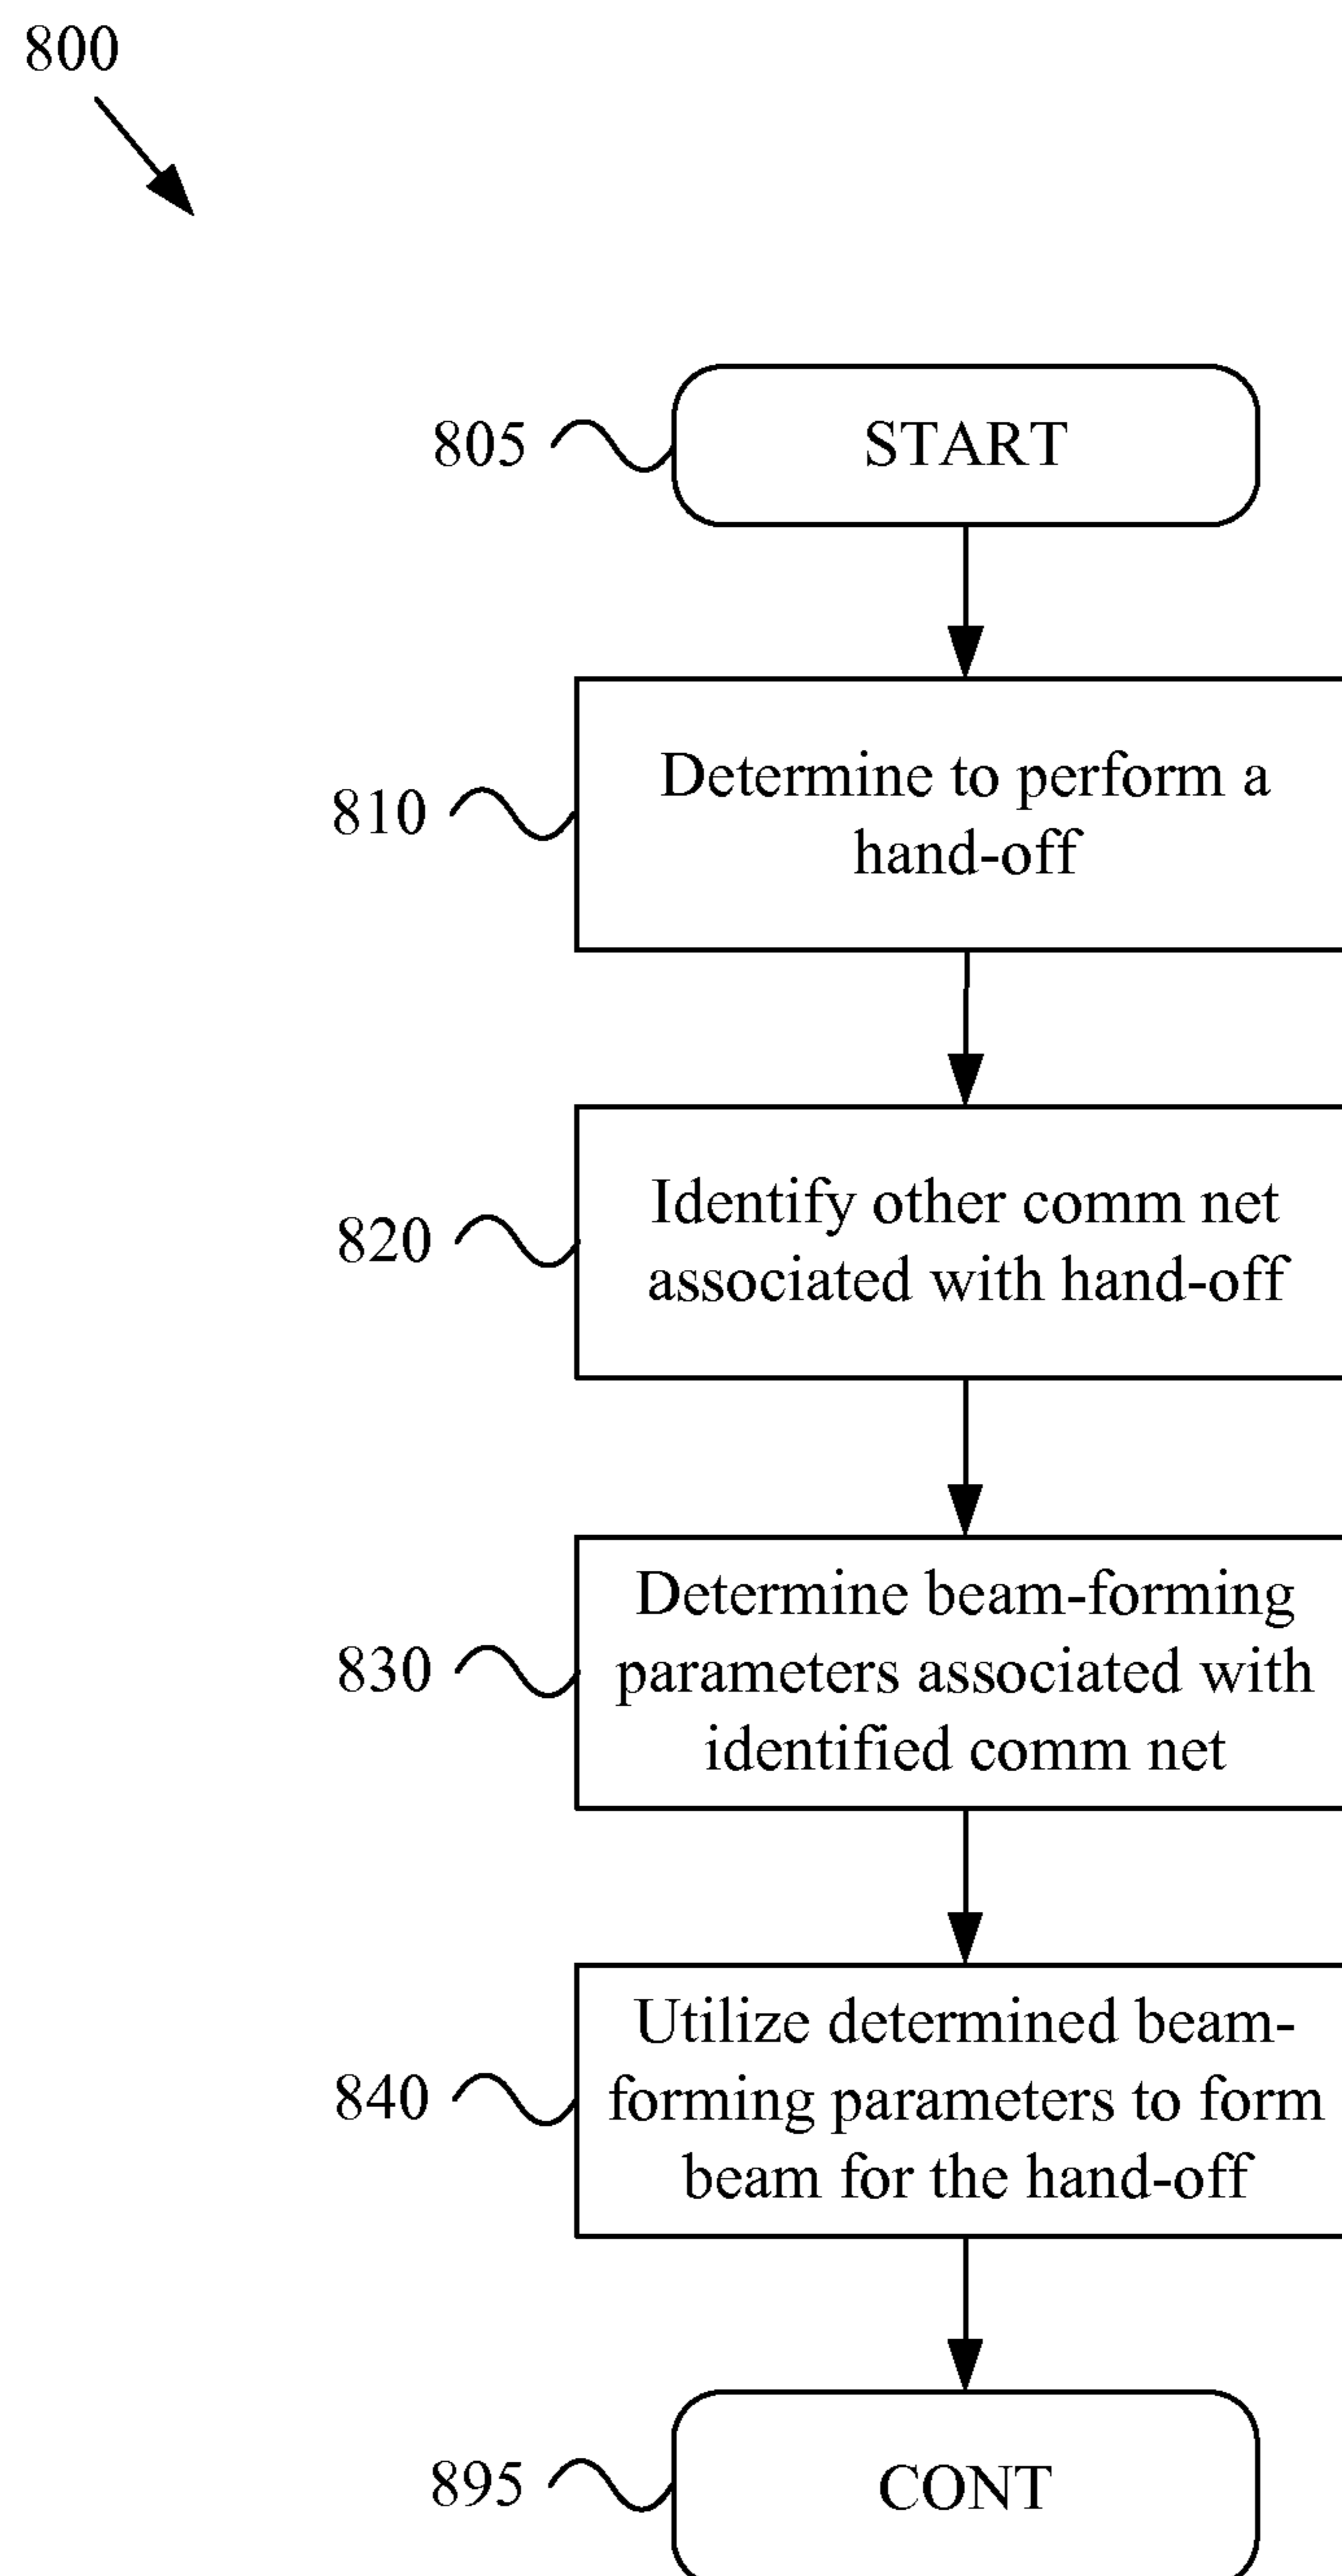 800
805
START
810
Determine to perform a
hand-off
820
Identify other comm net
associated with hand-off
830
Determine beam-forming
parameters associated with
identified comm net
840
Utilize determined beam-
forming parameters to form
beam for the hand-off
895
CONT